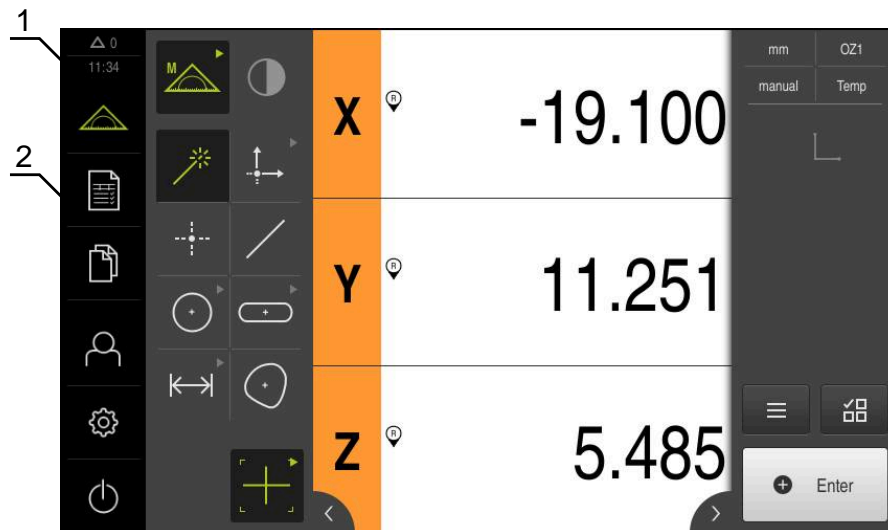 1
2
0
11:34
M
X
R
-19.100
Y
R
11.251
Z
R
5.485
mm
OZ1
manual
Temp
Enter